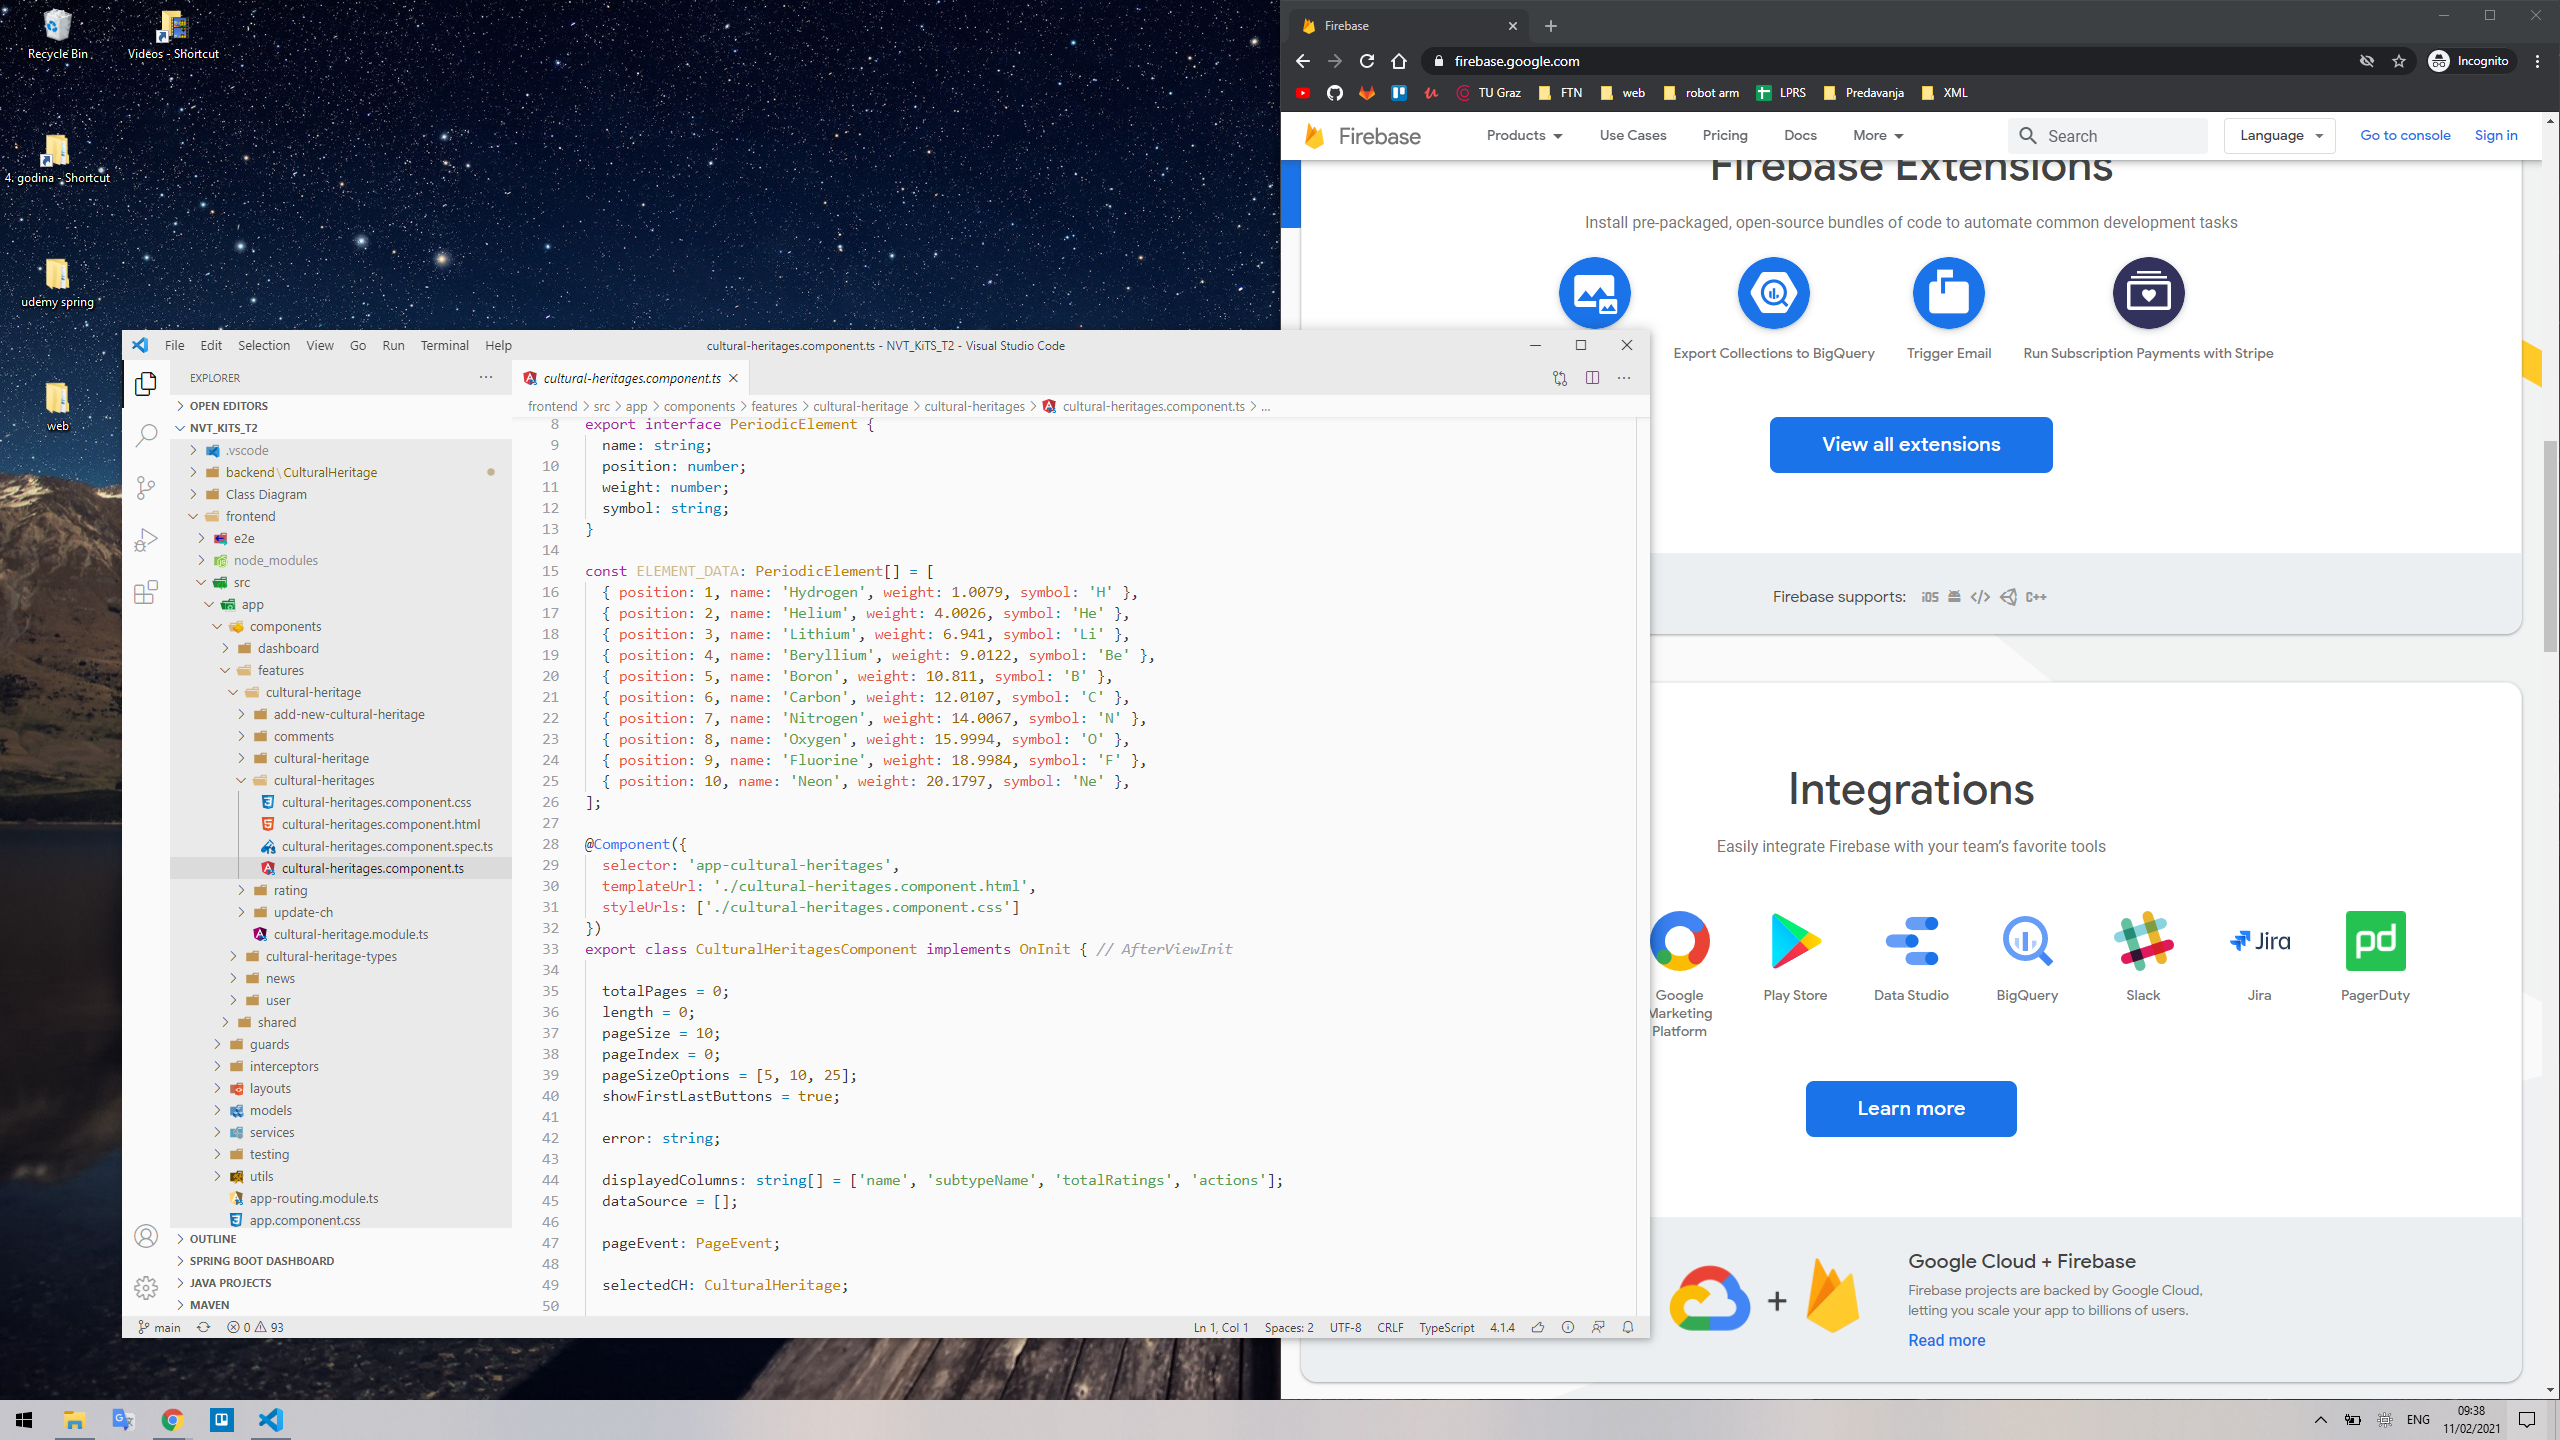 Recycle Bin
Videos - Shortcut
4. godina - Shortcut
udemy spring
web
Firebase
firebase.google.com
Incognito
TU Graz
FTN
web
robot arm
LPRS
Predavanja
XML
Firebase
Products
Use Cases
Pricing
Docs
More
Search
Language
Go to console
Sign in
Firebase Extensions
Install pre-packaged, open-source bundles of code to automate common development tasks
Export Collections to BigQuery
Trigger Email
Run Subscription Payments with Stripe
View all extensions
Firebase supports: iOS </> C++
Integrations
Easily integrate Firebase with your team's favorite tools
Google
Marketing
Platform
Play Store
Data Studio
BigQuery
Slack
Jira
Jira
pd
PagerDuty
Learn more
+
Google Cloud + Firebase
Firebase projects are backed by Google Cloud,
letting you scale your app to billions of users.
Read more
File Edit Selection View Go Run Terminal Help
cultural-heritages.component.ts - NVT_KiTS_T2 - Visual Studio Code
EXPLORER
OPEN EDITORS
NVT_KITS_T2
.vscode
backend \ CulturalHeritage
Class Diagram
frontend
e2e
node_modules
src
app
components
dashboard
features
cultural-heritage
add-new-cultural-heritage
comments
cultural-heritage
cultural-heritages
cultural-heritages.component.css
cultural-heritages.component.html
cultural-heritages.component.spec.ts
cultural-heritages.component.ts
rating
update-ch
cultural-heritage.module.ts
cultural-heritage-types
news
user
shared
guards
interceptors
layouts
models
services
testing
utils
app-routing.module.ts
app.component.css
OUTLINE
SPRING BOOT DASHBOARD
JAVA PROJECTS
MAVEN
cultural-heritages.component.ts
frontend > src > app > components > features > cultural-heritage > cultural-heritages > cultural-heritages.component.ts > ...
8 export interface PeriodicElement {
9 name: string;
10 position: number;
11 weight: number;
12 symbol: string;
13 }
14
15 const ELEMENT_DATA: PeriodicElement[] = [
16 { position: 1, name: 'Hydrogen', weight: 1.0079, symbol: 'H' },
17 { position: 2, name: 'Helium', weight: 4.0026, symbol: 'He' },
18 { position: 3, name: 'Lithium', weight: 6.941, symbol: 'Li' },
19 { position: 4, name: 'Beryllium', weight: 9.0122, symbol: 'Be' },
20 { position: 5, name: 'Boron', weight: 10.811, symbol: 'B' },
21 { position: 6, name: 'Carbon', weight: 12.0107, symbol: 'C' },
22 { position: 7, name: 'Nitrogen', weight: 14.0067, symbol: 'N' },
23 { position: 8, name: 'Oxygen', weight: 15.9994, symbol: 'O' },
24 { position: 9, name: 'Fluorine', weight: 18.9984, symbol: 'F' },
25 { position: 10, name: 'Neon', weight: 20.1797, symbol: 'Ne' },
26 ];
27
28 @Component({
29 selector: 'app-cultural-heritages',
30 templateUrl: './cultural-heritages.component.html',
31 styleUrls: ['./cultural-heritages.component.css']
32 })
33 export class CulturalHeritagesComponent implements OnInit { // AfterViewInit
34
35 totalPages = 0;
36 length = 0;
37 pageSize = 10;
38 pageIndex = 0;
39 pageSizeOptions = [5, 10, 25];
40 showFirstLastButtons = true;
41
42 error: string;
43
44 displayedColumns: string[] = ['name', 'subtypeName', 'totalRatings', 'actions'];
45 dataSource = [];
46
47 pageEvent: PageEvent;
48
49 selectedCH: CulturalHeritage;
50
main 0 93
Ln 1, Col 1 Spaces: 2 UTF-8 CRLF TypeScript 4.1.4
ENG
09:38
11/02/2021